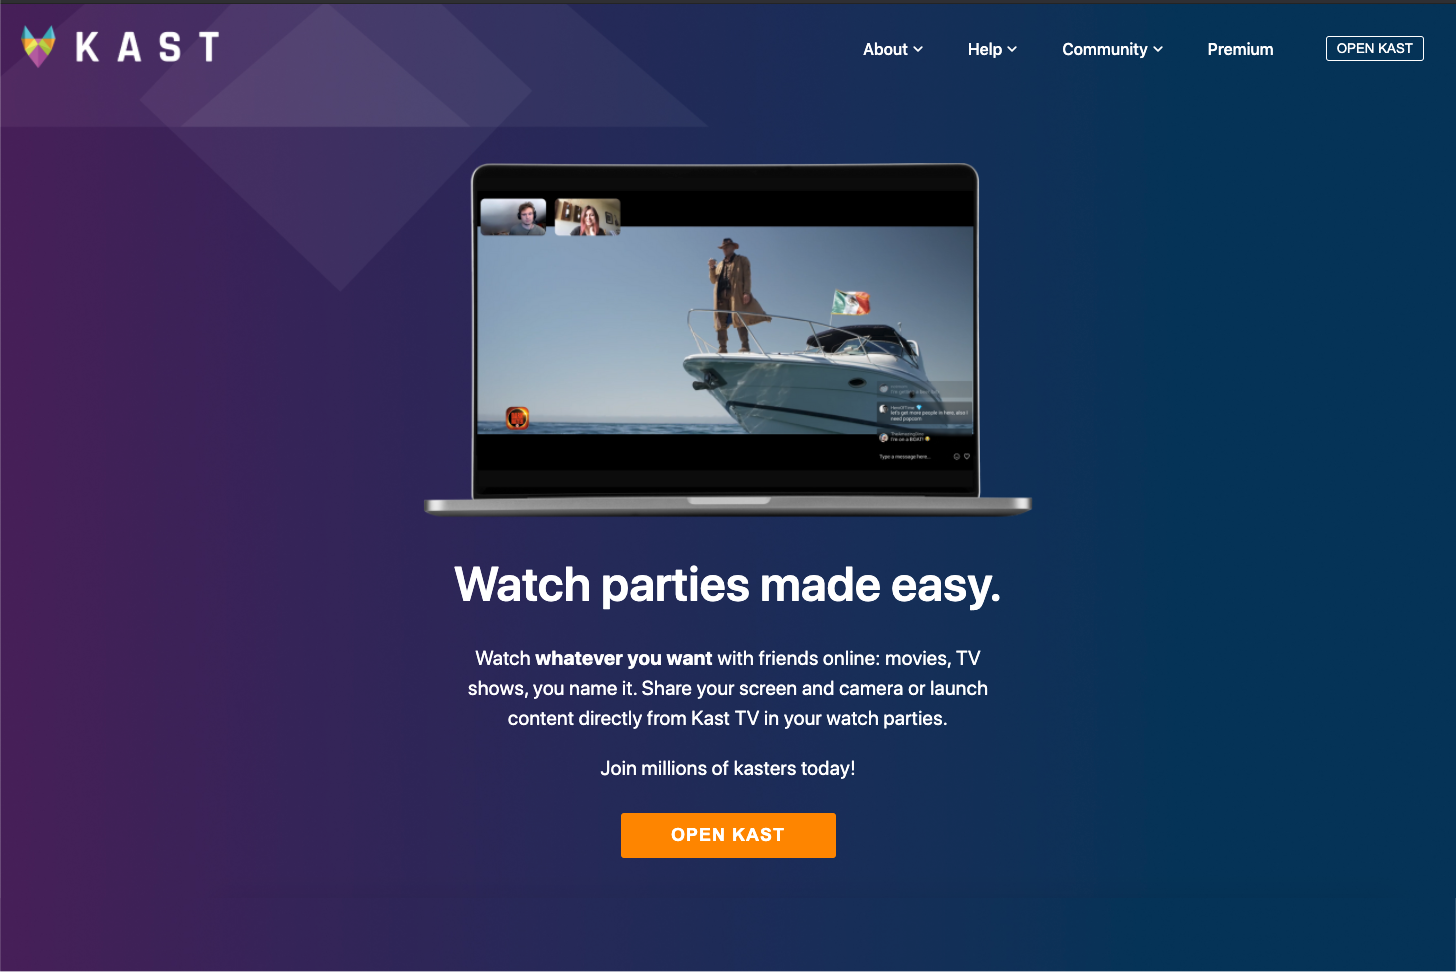 KAST
About
Help
Community
Premium
OPEN KAST
let's get more people in here, also I
need popcorn
I'm on a BOAT!
Type a message here...
Watch parties made easy.
Watch whatever you want with friends online: movies, TV
shows, you name it. Share your screen and camera or launch
content directly from Kast TV in your watch parties.
Join millions of kasters today!
OPEN KAST